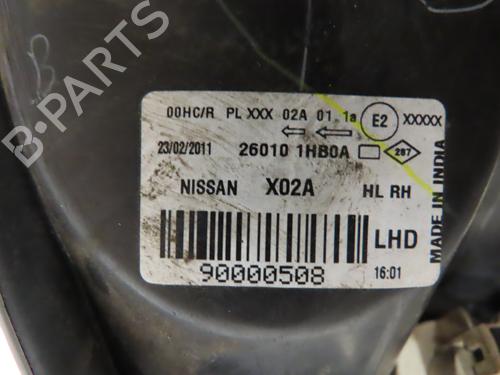 B
00HC/R PL XXX 02A 01 1a E2 XXXXX
23/02/2011 26010 1HB0A 287
NISSAN X02A HL RH
MADE IN INDIA
LHD
90000508
16:01
B-PARTS